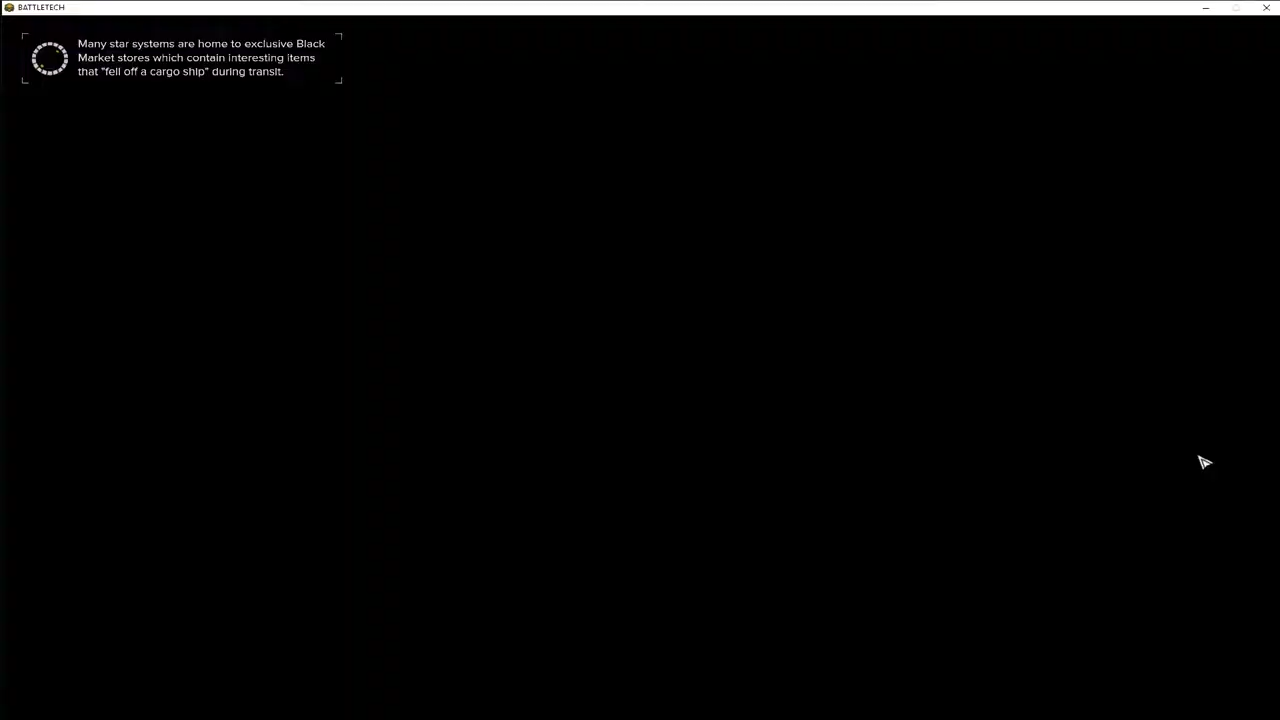 BATTLETECH
Many star systems are home to exclusive Black
Market stores which contain interesting items
that "fell off a cargo ship" during transit.